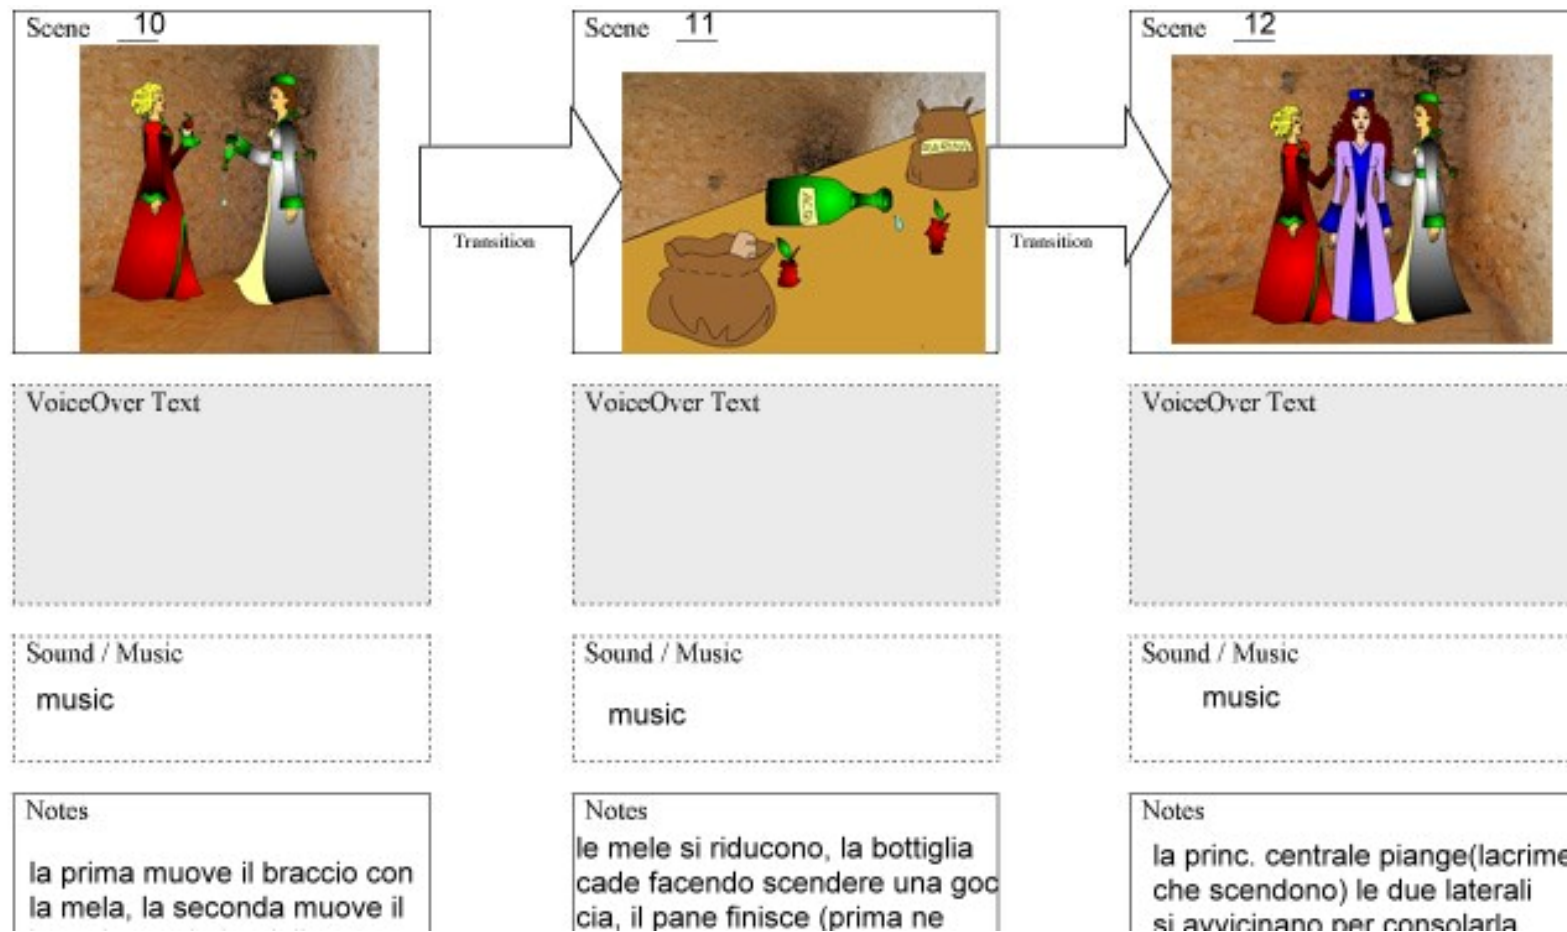 Scene 10
Scene 11
Scene 12
FARINA
Transition
Transition
VoiceOver Text
VoiceOver Text
VoiceOver Text
Sound / Music
music
Sound / Music
music
Sound / Music
music
Notes
la prima muove il braccio con
la mela, la seconda muove il
Notes
le mele si riducono, la bottiglia
cade facendo scendere una goc
cia, il pane finisce (prima ne
Notes
la princ. centrale piange(lacrime
che scendono) le due laterali
si avvicinano per consolarla